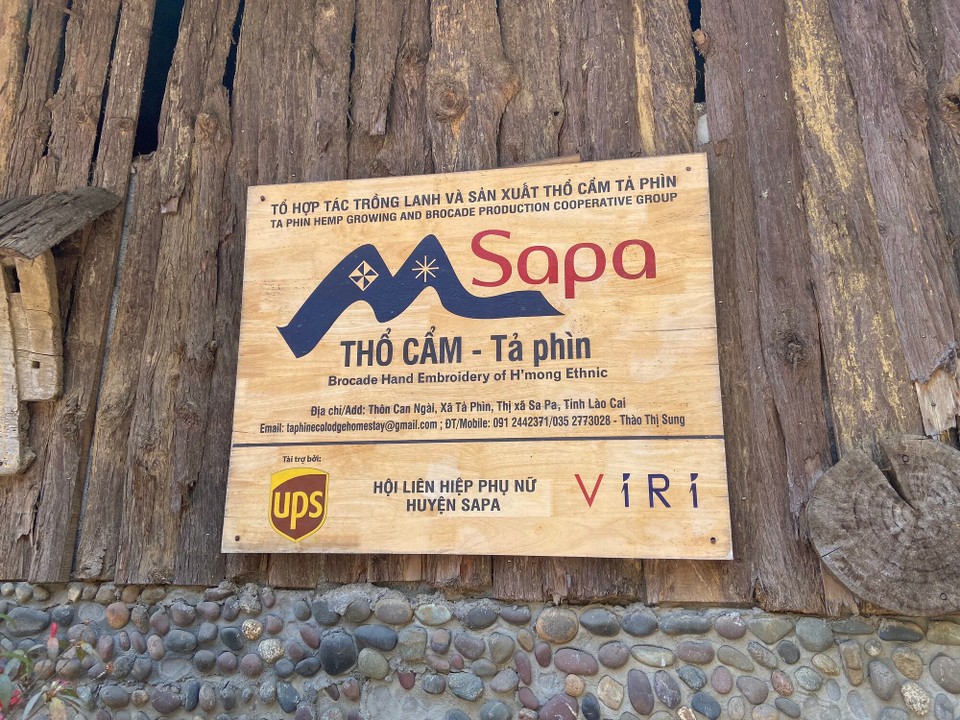 TỔ HỢP TÁC TRỒNG LANH VÀ SẢN XUẤT THỔ CẨM TẢ PHÌN
TA PHIN HEMP GROWING AND BROCADE PRODUCTION COOPERATIVE GROUP
Sapa
THỔ CẨM - Tả phìn
Brocade Hand Embroidery of H'mong Ethnic
Địa chỉ/Add: Thôn Can Ngài, Xã Tả Phìn, Thị xã Sa Pa, Tỉnh Lào Cai
Email: taphinecolodgehomestay@gmail.com ; ĐT/Mobile: 091 2442371/035 2773028 - Thào Thị Sung
Tài trợ bởi:
ups
HỘI LIÊN HIỆP PHỤ NỮ
HUYỆN SAPA
ViRi